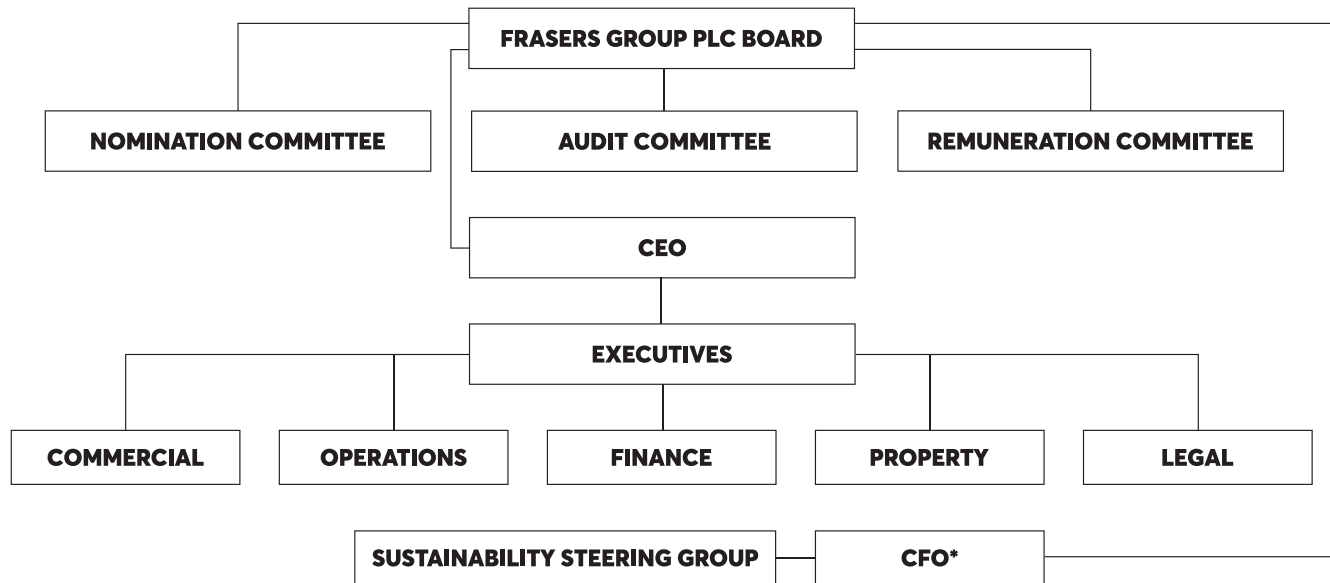 FRASERS GROUP PLC BOARD
NOMINATION COMMITTEE
AUDIT COMMITTEE
REMUNERATION COMMITTEE
CEO
EXECUTIVES
COMMERCIAL
OPERATIONS
FINANCE
PROPERTY
LEGAL
SUSTAINABILITY STEERING GROUP
CFO*